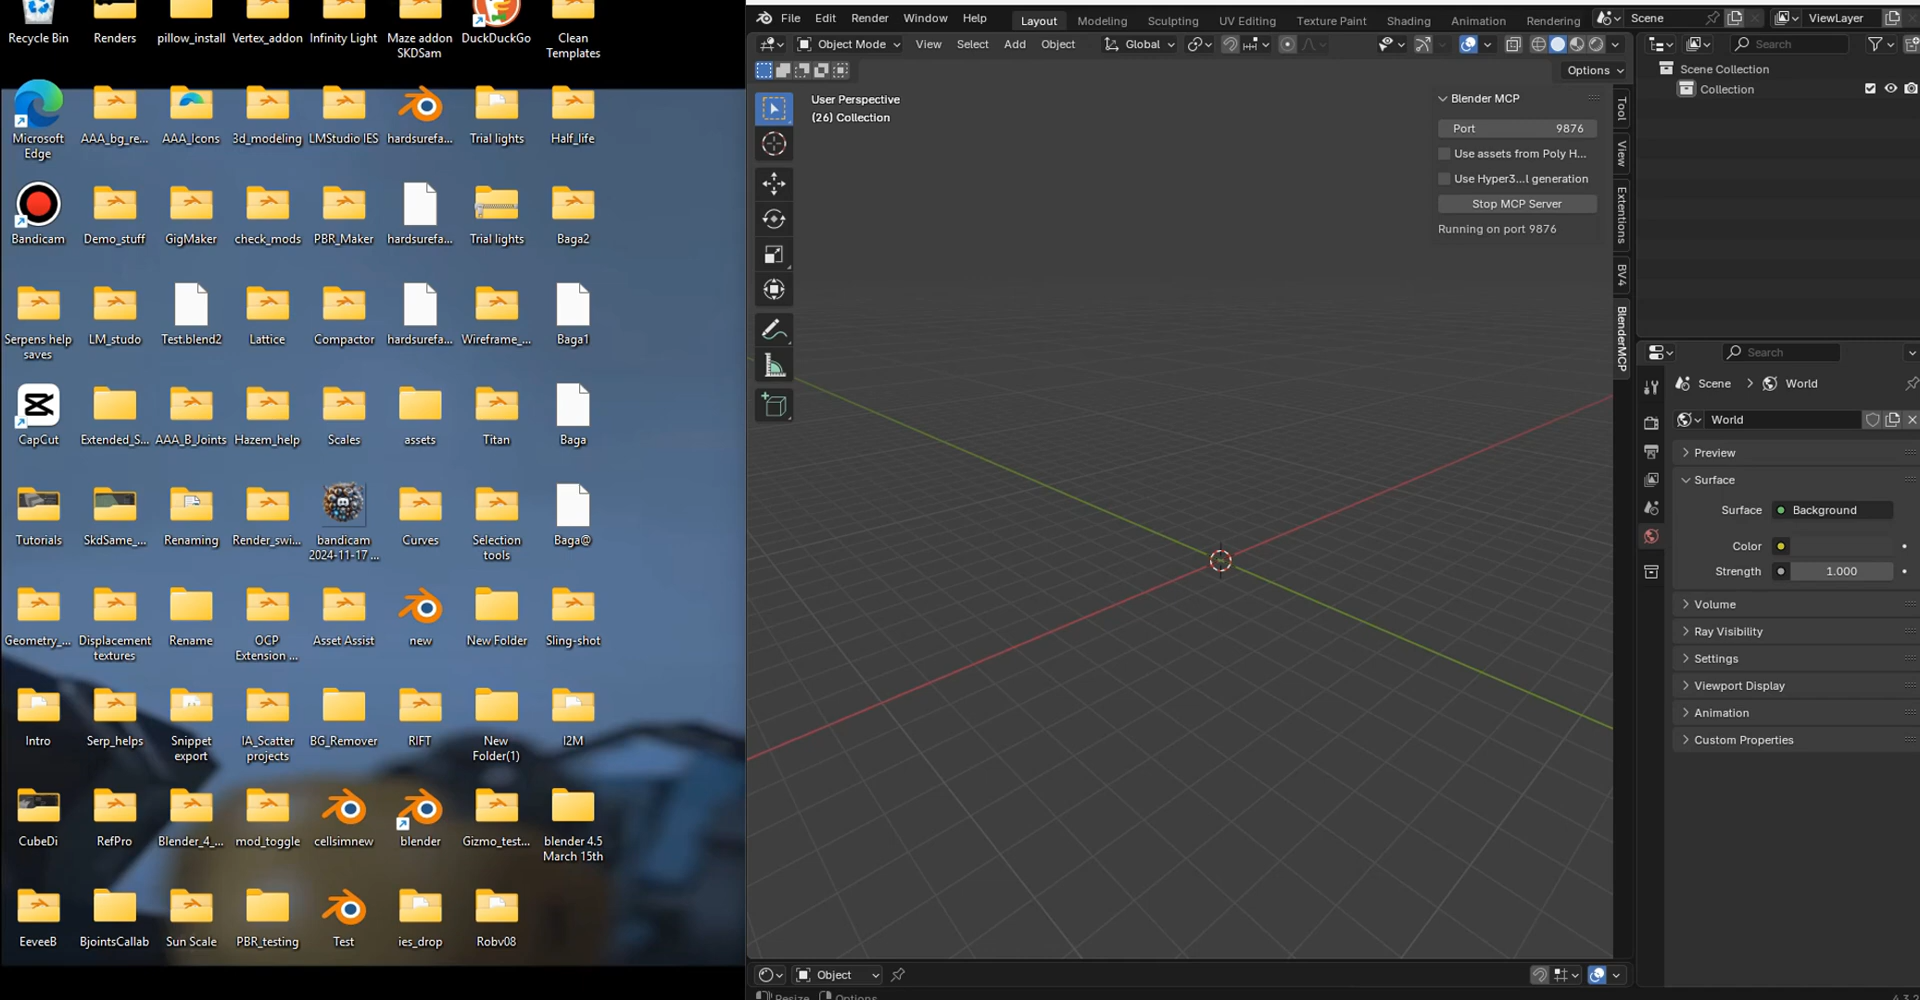 Recycle Bin
Renders
pillow_install
Vertex_addon
Infinity Light
Maze addon
SKDSam
DuckDuckGo
Clean
Templates
Microsoft
Edge
AAA_bg_re...
AAA_Icons
3d_modeling
LMStudio IES
hardsurefa...
Trial lights
Half_life
Bandicam
Demo_stuff
GigMaker
check_mods
PBR_Maker
hardsurefa...
Trial lights
Baga2
Serpens help
saves
LM_studo
Test.blend2
Lattice
Compactor
hardsurefa...
Wireframe_...
Baga1
CapCut
Extended_S...
AAA_B_Joints
Hazem_help
Scales
assets
Titan
Baga
Tutorials
SkdSame_...
Renaming
Render_swi...
bandicam
2024-11-17 ...
Curves
Selection
tools
Baga@
Geometry_...
Displacement
textures
Rename
OCP
Extension ...
Asset Assist
new
New Folder
Sling-shot
Intro
Serp_helps
Snippet
export
IA_Scatter
projects
BG_Remover
RIFT
New
Folder(1)
I2M
CubeDi
RefPro
Blender_4_...
mod_toggle
cellsimnew
blender
Gizmo_test...
blender 4.5
March 15th
EeveeB
BjointsCallab
Sun Scale
PBR_testing
Test
ies_drop
Robv08
File Edit Render Window Help
Layout Modeling Sculpting UV Editing Texture Paint Shading Animation Rendering
Scene
ViewLayer
Object Mode View Select Add Object Global
Options
User Perspective
(26) Collection
Blender MCP
Port 9876
Use assets from Poly H...
Use Hyper3...l generation
Stop MCP Server
Running on port 9876
Tool
View
Extentions
BV4
BlenderMCP
Search
Scene Collection
Collection
Search
Scene > World
World
Preview
Surface
Surface Background
Color
Strength 1.000
Volume
Ray Visibility
Settings
Viewport Display
Animation
Custom Properties
Object
Resize Options